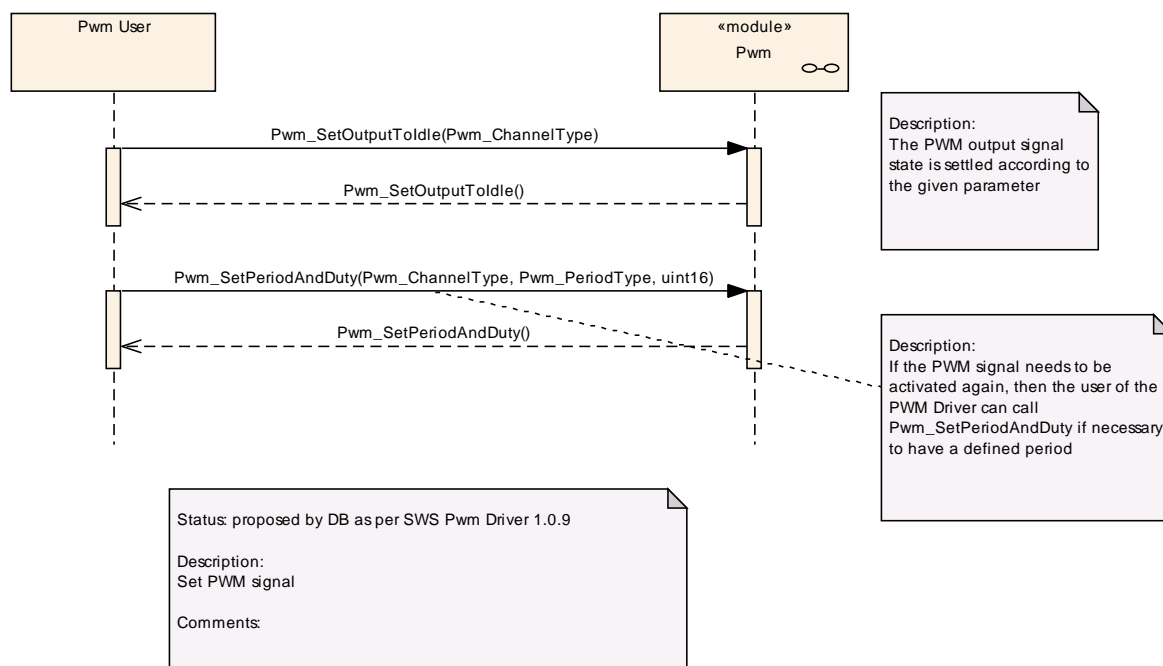 Pwm User
«module»
Pwm
Pwm_SetOutputToIdle(Pwm_ChannelType)
Pwm_SetOutputToIdle()
Description:
The PWM output signal
state is settled according to
the given parameter
Pwm_SetPeriodAndDuty(Pwm_ChannelType, Pwm_PeriodType, uint16)
Pwm_SetPeriodAndDuty()
Description:
If the PWM signal needs to be
activated again, then the user of the
PWM Driver can call
Pwm_SetPeriodAndDuty if necessary
to have a defined period
Status: proposed by DB as per SWS Pwm Driver 1.0.9
Description:
Set PWM signal
Comments: